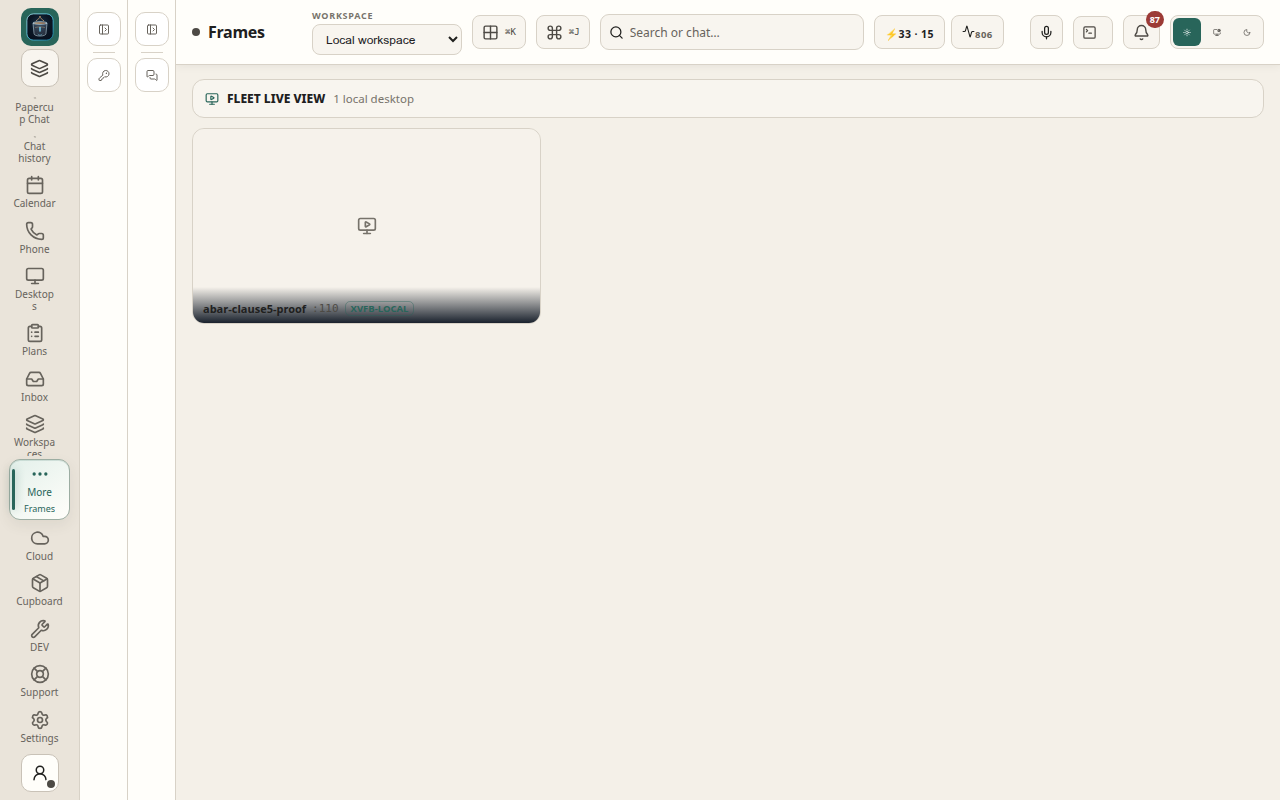 Papercu
p Chat
Chat
history
Calendar
Phone
Desktop
s
Plans
Inbox
Workspa
ces
More
Frames
Cloud
Cupboard
DEV
Support
Settings
Frames
WORKSPACE
Local workspace
⌘K
⌘J
Search or chat...
⚡33 · 15
806
87
FLEET LIVE VIEW 1 local desktop
abar-clause5-proof :110 XVFB-LOCAL